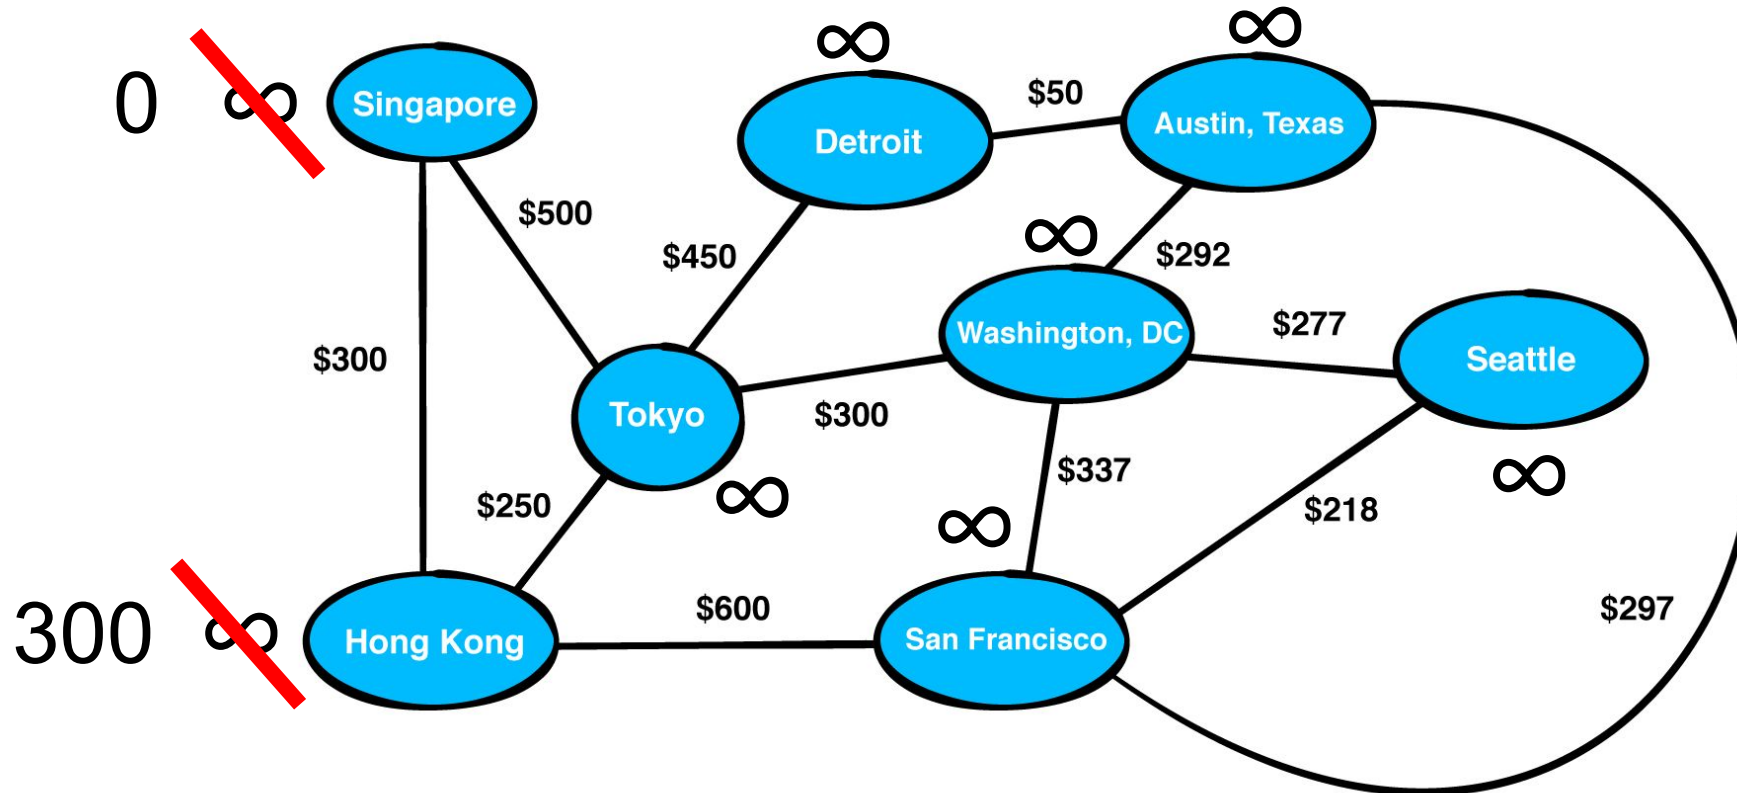 ∞
∞
0
∞
Singapore
Detroit
$50
Austin, Texas
$500
$450
∞
$292
$300
Washington, DC
$277
Seattle
Tokyo
$300
∞
$337
∞
$250
∞
$218
300
∞
Hong Kong
$600
San Francisco
$297